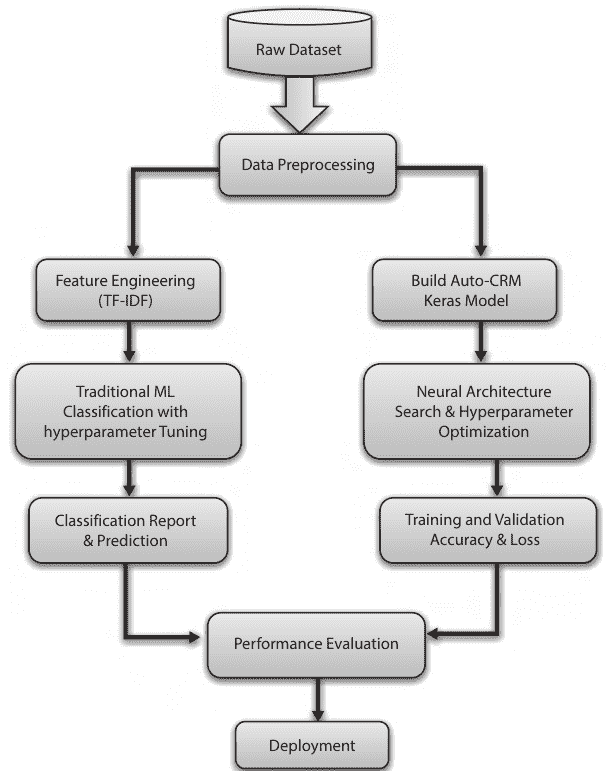 Raw Dataset
Data Preprocessing
Feature Engineering
(TF-IDF)
Traditional ML
Classification with
hyperparameter Tuning
Classification Report
& Prediction
Build Auto-CRM
Keras Model
Neural Architecture
Search & Hyperparameter
Optimization
Training and Validation
Accuracy & Loss
Performance Evaluation
Deployment